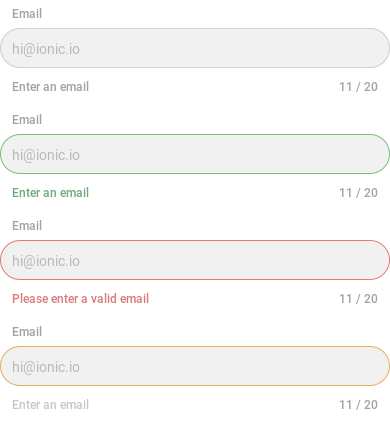 Email
hi@ionic.io
Enter an email 11 / 20
Email
hi@ionic.io
Enter an email 11 / 20
Email
hi@ionic.io
Please enter a valid email 11 / 20
Email
hi@ionic.io
Enter an email 11 / 20